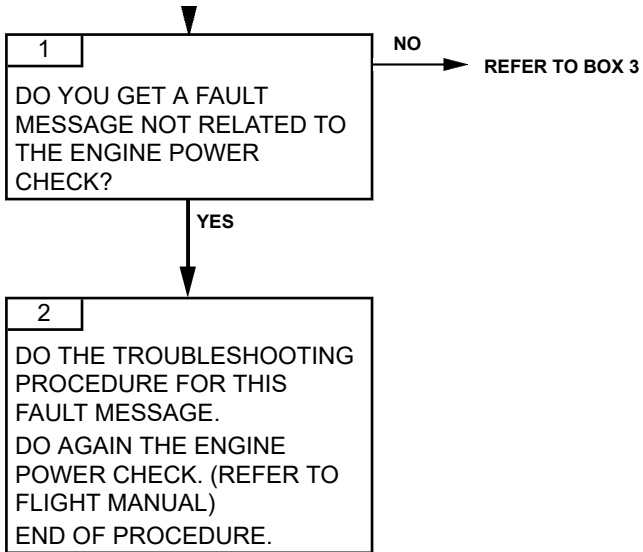 1
DO YOU GET A FAULT
MESSAGE NOT RELATED TO
THE ENGINE POWER
CHECK?
NO
REFER TO BOX 3
YES
2
DO THE TROUBLESHOOTING
PROCEDURE FOR THIS
FAULT MESSAGE.
DO AGAIN THE ENGINE
POWER CHECK. (REFER TO
FLIGHT MANUAL)
END OF PROCEDURE.